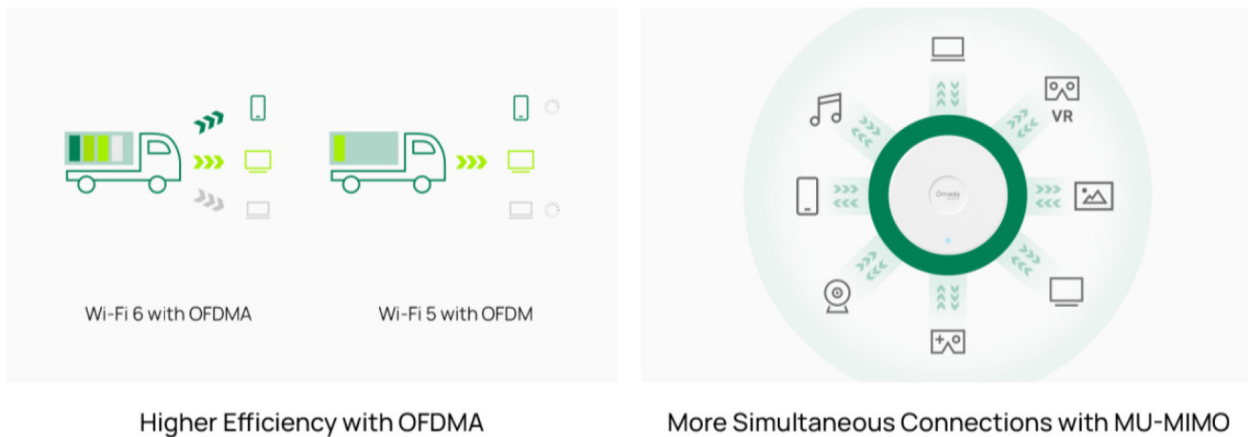 VR
Omada
Wi-Fi 6 with OFDMA
Wi-Fi 5 with OFDM
Higher Efficiency with OFDMA
More Simultaneous Connections with MU-MIMO